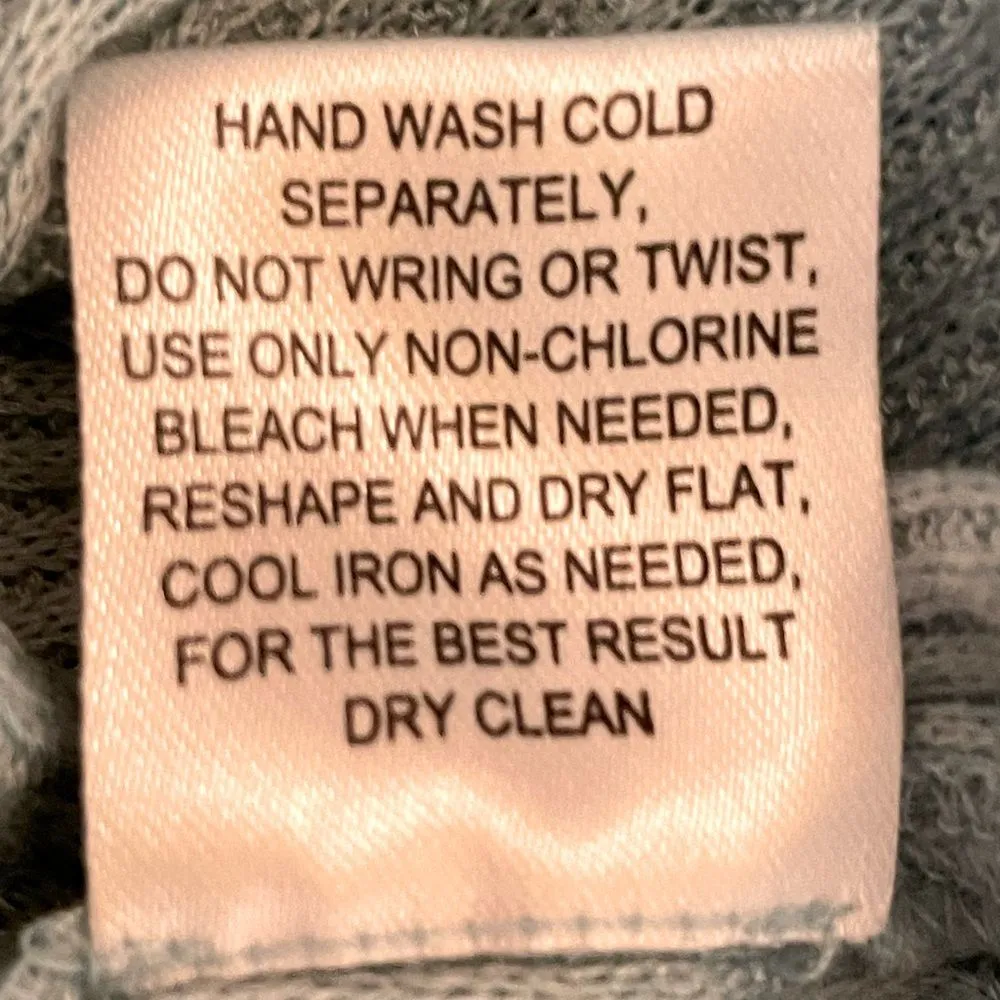 HAND WASH COLD
SEPARATELY,
DO NOT WRING OR TWIST,
USE ONLY NON-CHLORINE
BLEACH WHEN NEEDED,
RESHAPE AND DRY FLAT,
COOL IRON AS NEEDED,
FOR THE BEST RESULT
DRY CLEAN